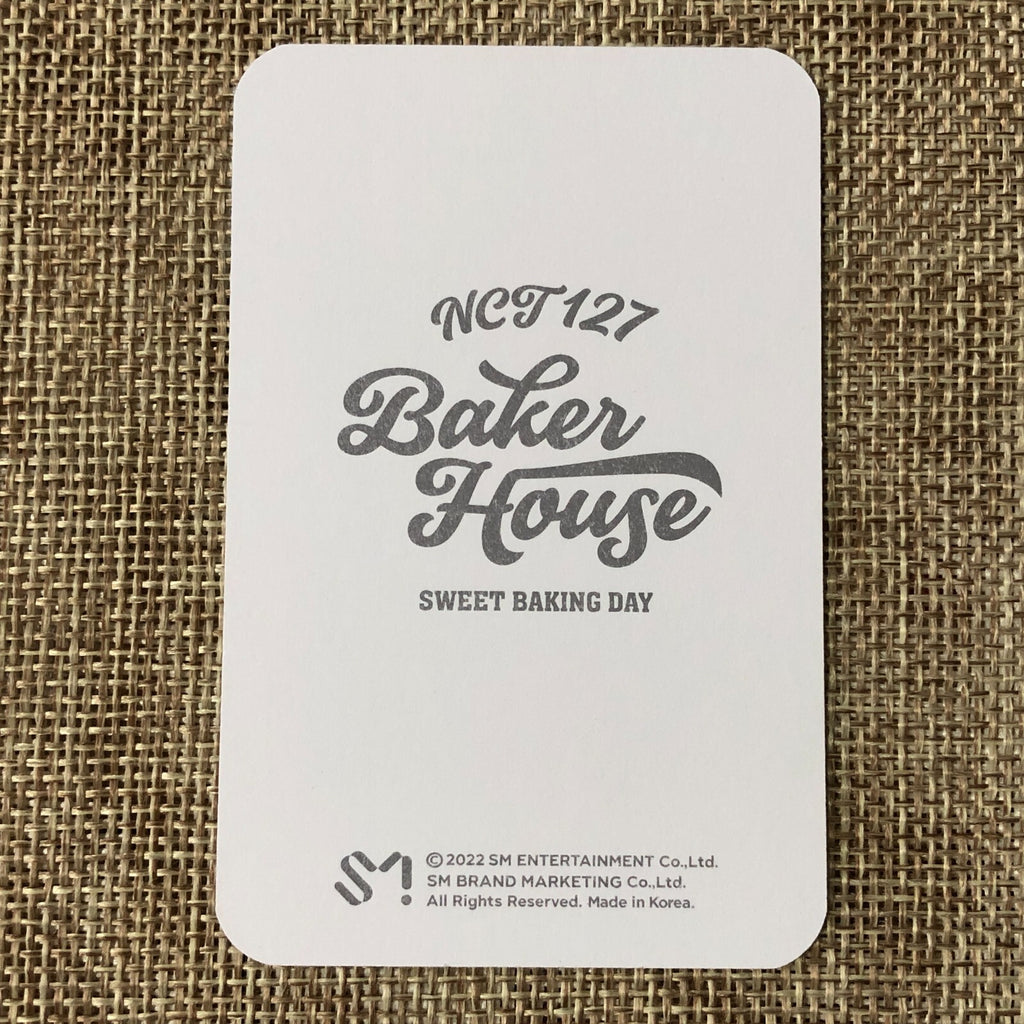 NCT 127
Baker
House
SWEET BAKING DAY
SM
© 2022 SM ENTERTAINMENT Co.,Ltd.
SM BRAND MARKETING Co.,Ltd.
All Rights Reserved. Made in Korea.